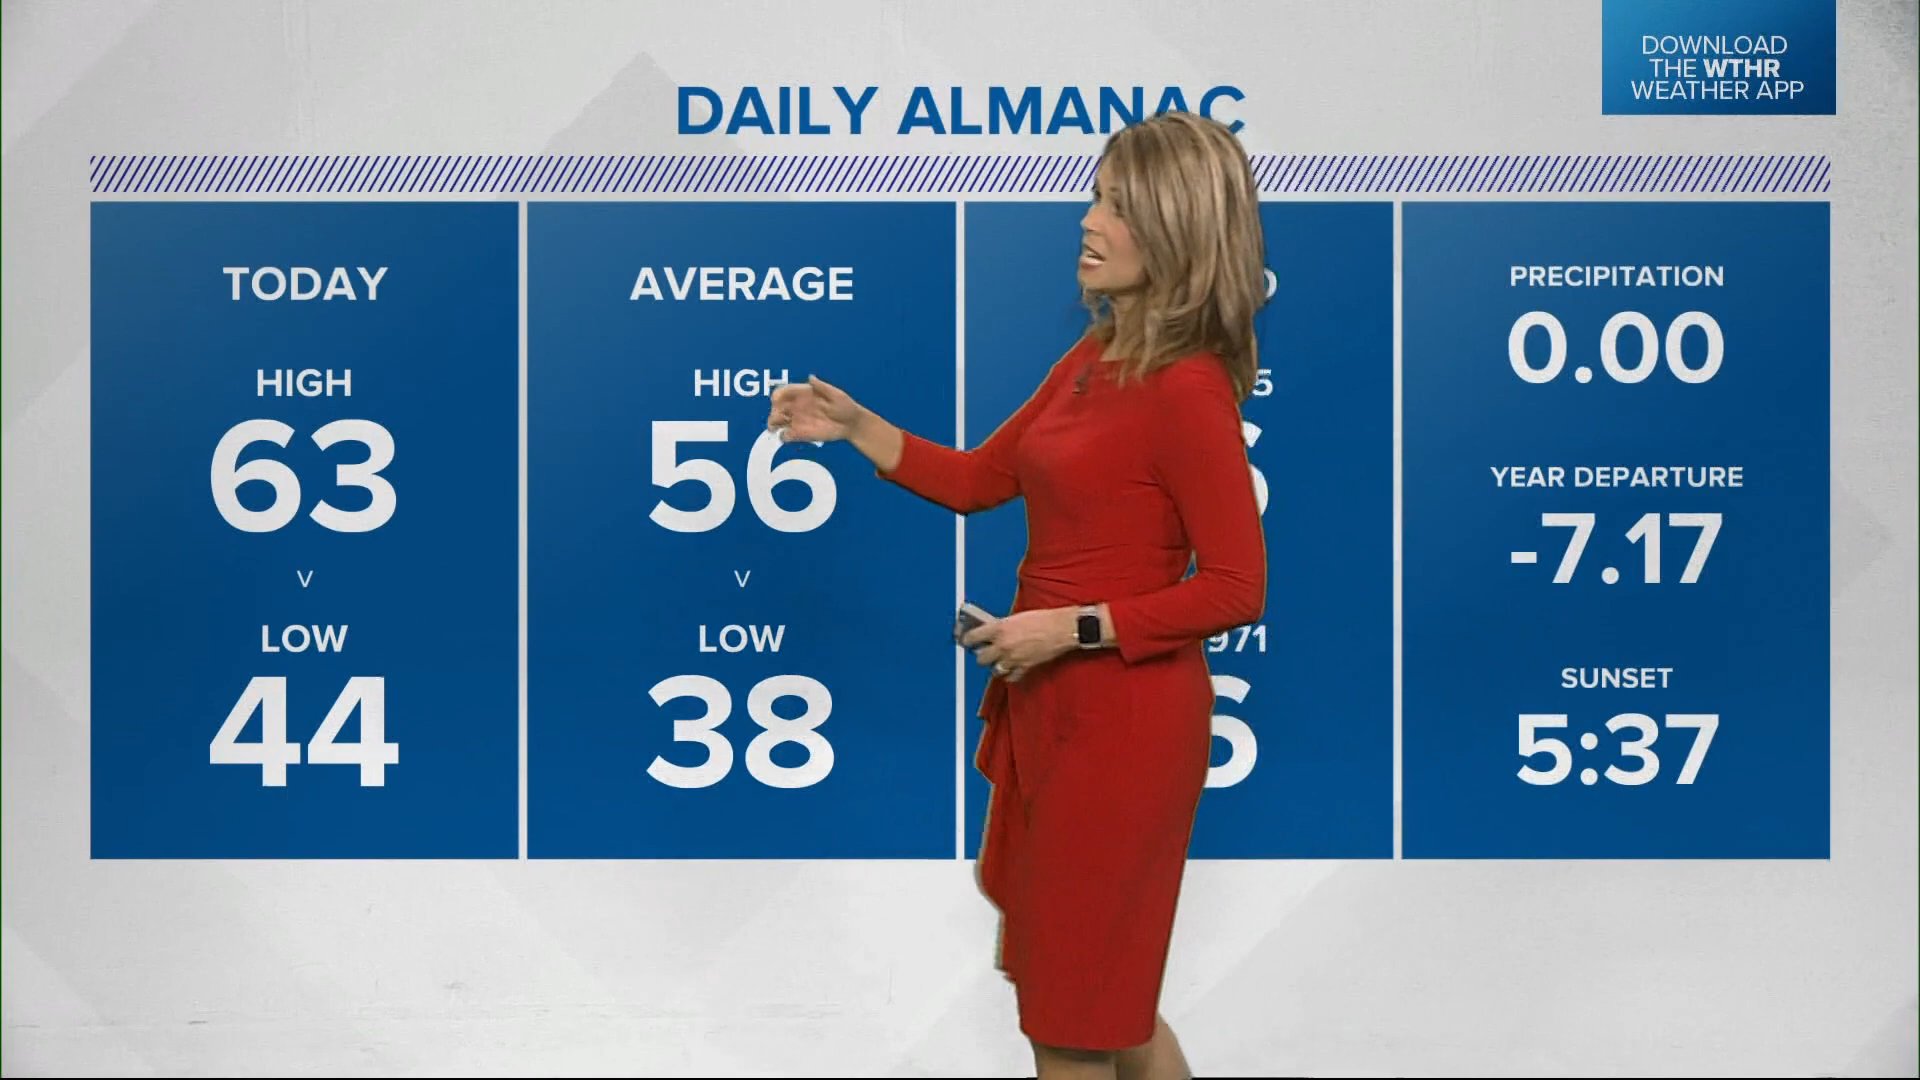 DOWNLOAD
THE WTHR
WEATHER APP
DAILY ALMANAC
TODAY
HIGH
63
v
LOW
44
AVERAGE
HIGH
56
v
LOW
38
PRECIPITATION
0.00
YEAR DEPARTURE
-7.17
SUNSET
5:37